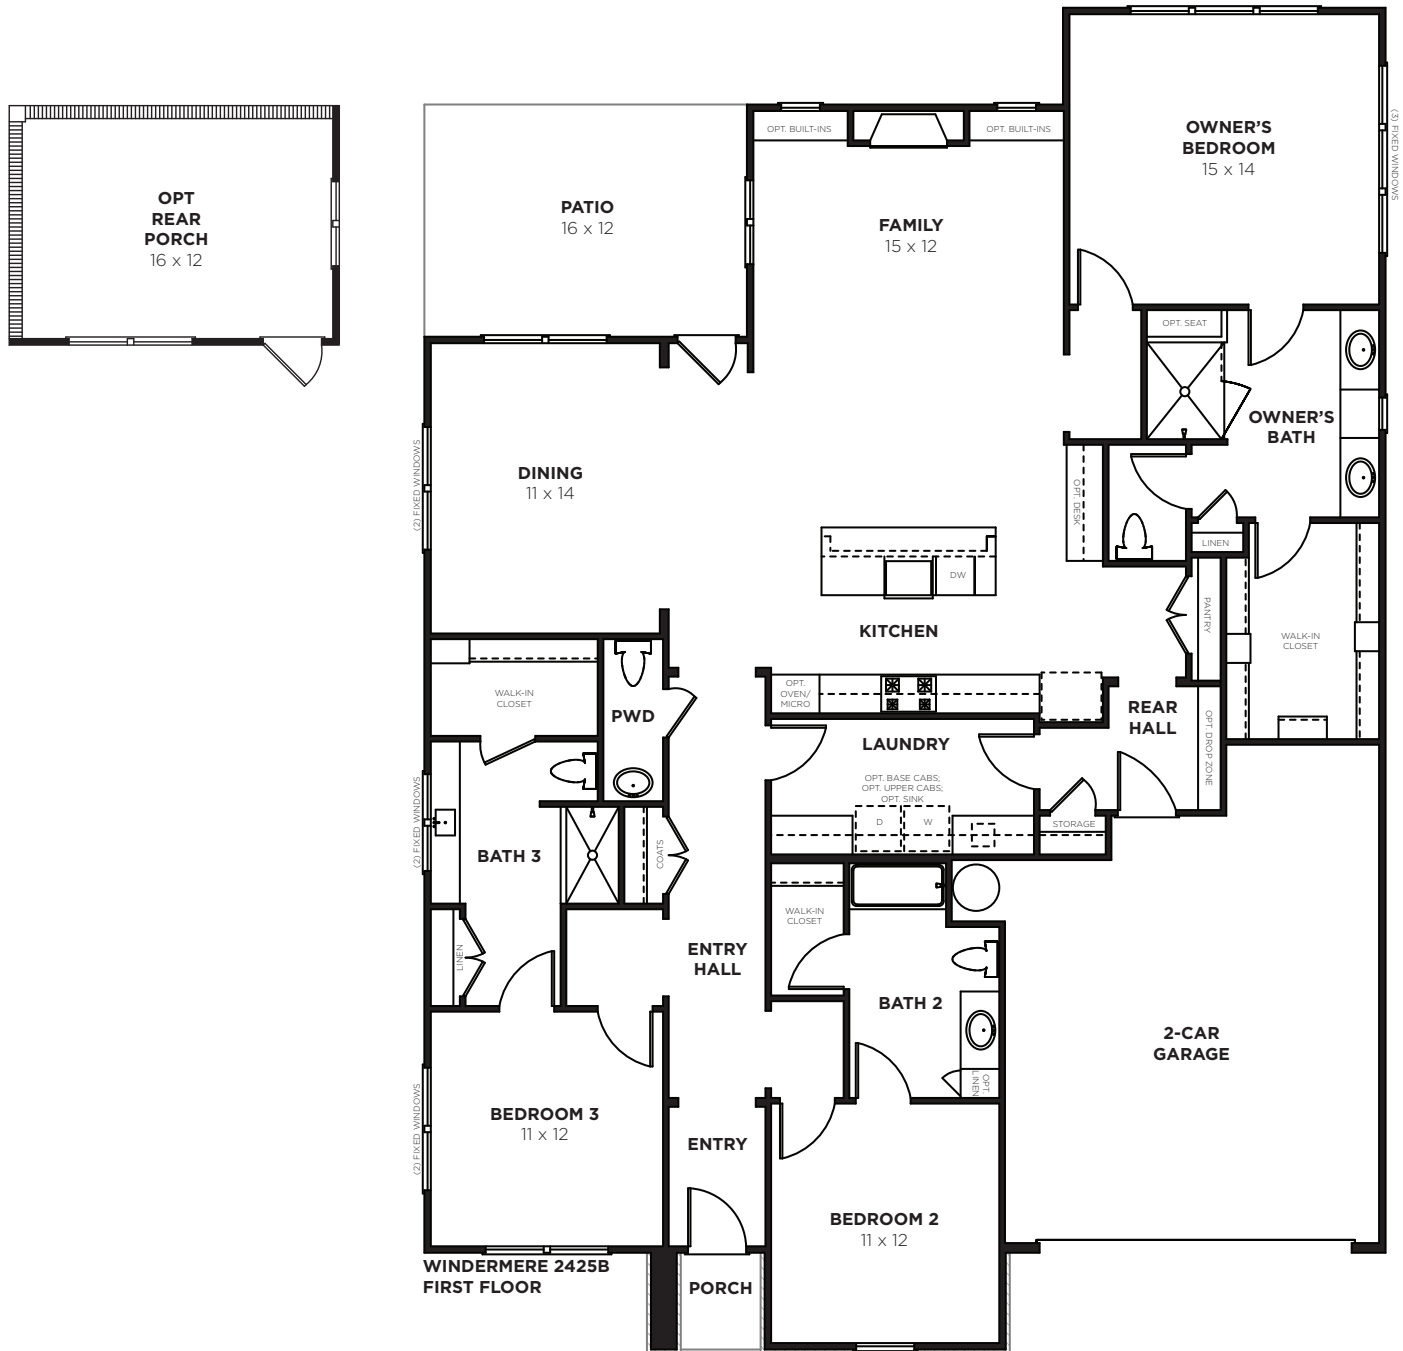 OPT. BUILT-INS
OPT. BUILT-INS
OWNER'S
BEDROOM
15 x 14
(3) FIXED WINDOWS
OPT
REAR
PORCH
16 x 12
PATIO
16 x 12
FAMILY
15 x 12
OPT. SEAT
OWNER'S
BATH
(2) FIXED WINDOWS
DINING
11 x 14
OPT. DESK
LINEN
DW
KITCHEN
PANTRY
WALK-IN
CLOSET
WALK-IN
CLOSET
PWD
OPT.
OVEN/
MICRO
REAR
HALL
OPT. DROP ZONE
LAUNDRY
OPT. BASE CABS;
OPT. UPPER CABS;
OPT. SINK
D
W
STORAGE
(2) FIXED WINDOWS
BATH 3
COATS
WALK-IN
CLOSET
LINEN
ENTRY
HALL
BATH 2
2-CAR
GARAGE
OPT.
LINEN
(2) FIXED WINDOWS
BEDROOM 3
11 x 12
ENTRY
BEDROOM 2
11 x 12
WINDERMERE 2425B
FIRST FLOOR
PORCH